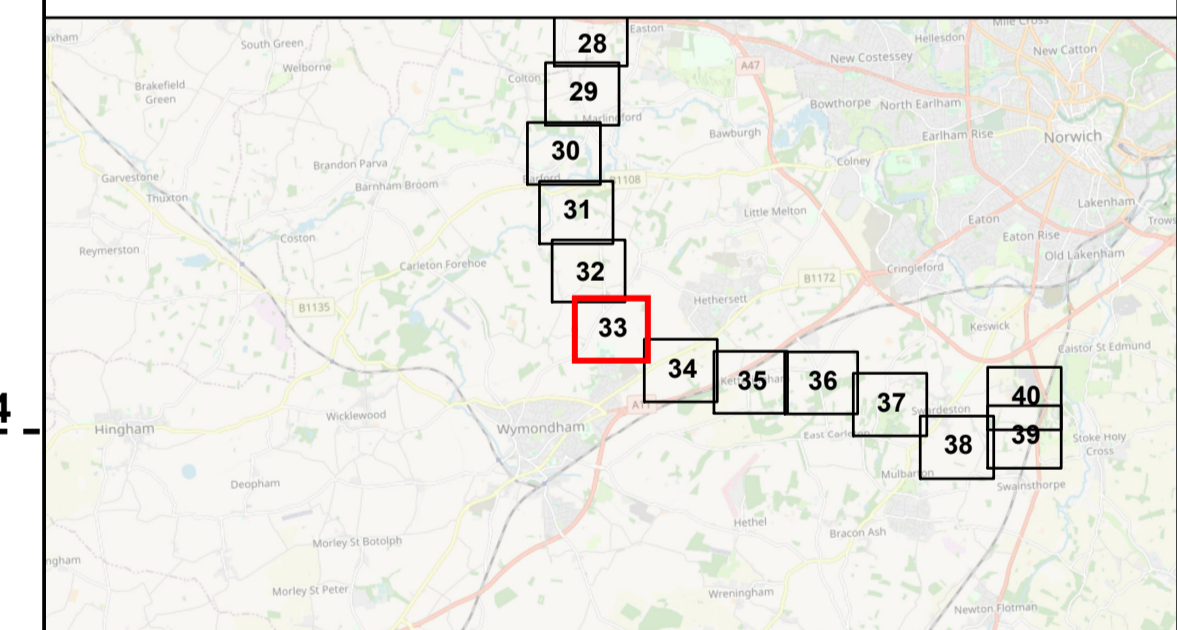 Mile Cross
Easton
Hellesdon
axham
South Green
28
New Costessey
New Catton
Welborne
A47
Colton
Brakefield
Green
29
Bowthorpe
North Earlham
Marlingford
Bawburgh
Earlham Rise
Norwich
30
Brandon Parva
Colney
Garvestone
Barford
B1108
Barnham Broom
Thuxton
31
Little Melton
Lakenham
Eaton
Trows
Coston
Eaton Rise
Reymerston
Old Lakenham
Carleton Forehoe
32
Cringleford
B1172
Hethersett
B1135
33
Keswick
Caistor St Edmund
34
35
36
40
37
A11
4
Swardeston
Wicklewood
Hingham
Wymondham
East Carleton
39
Stoke Holy
Cross
38
Mulbarton
Deopham
Swainsthorpe
Hethel
Bracon Ash
Morley St Botolph
ngham
Morley St Peter
Wreningham
Newton Flotman